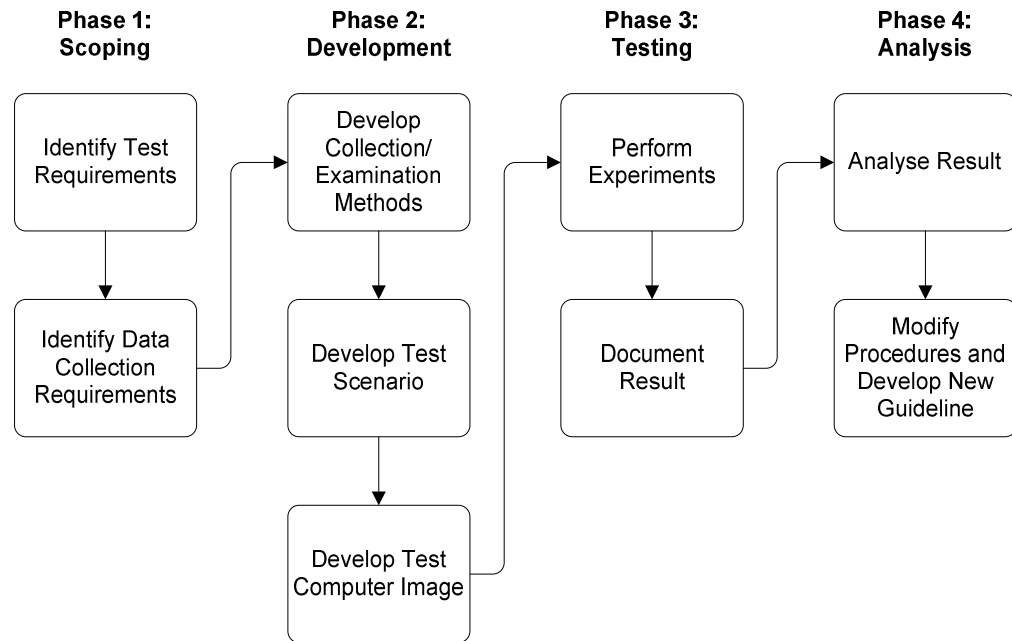 Phase 1:
Scoping
Identify Test
Requirements
Identify Data
Collection
Requirements
Phase 2:
Development
Develop
Collection/
Examination
Methods
Develop Test
Scenario
Develop Test
Computer Image
Phase 3:
Testing
Perform
Experiments
Document
Result
Phase 4:
Analysis
Analyse Result
Modify
Procedures and
Develop New
Guideline